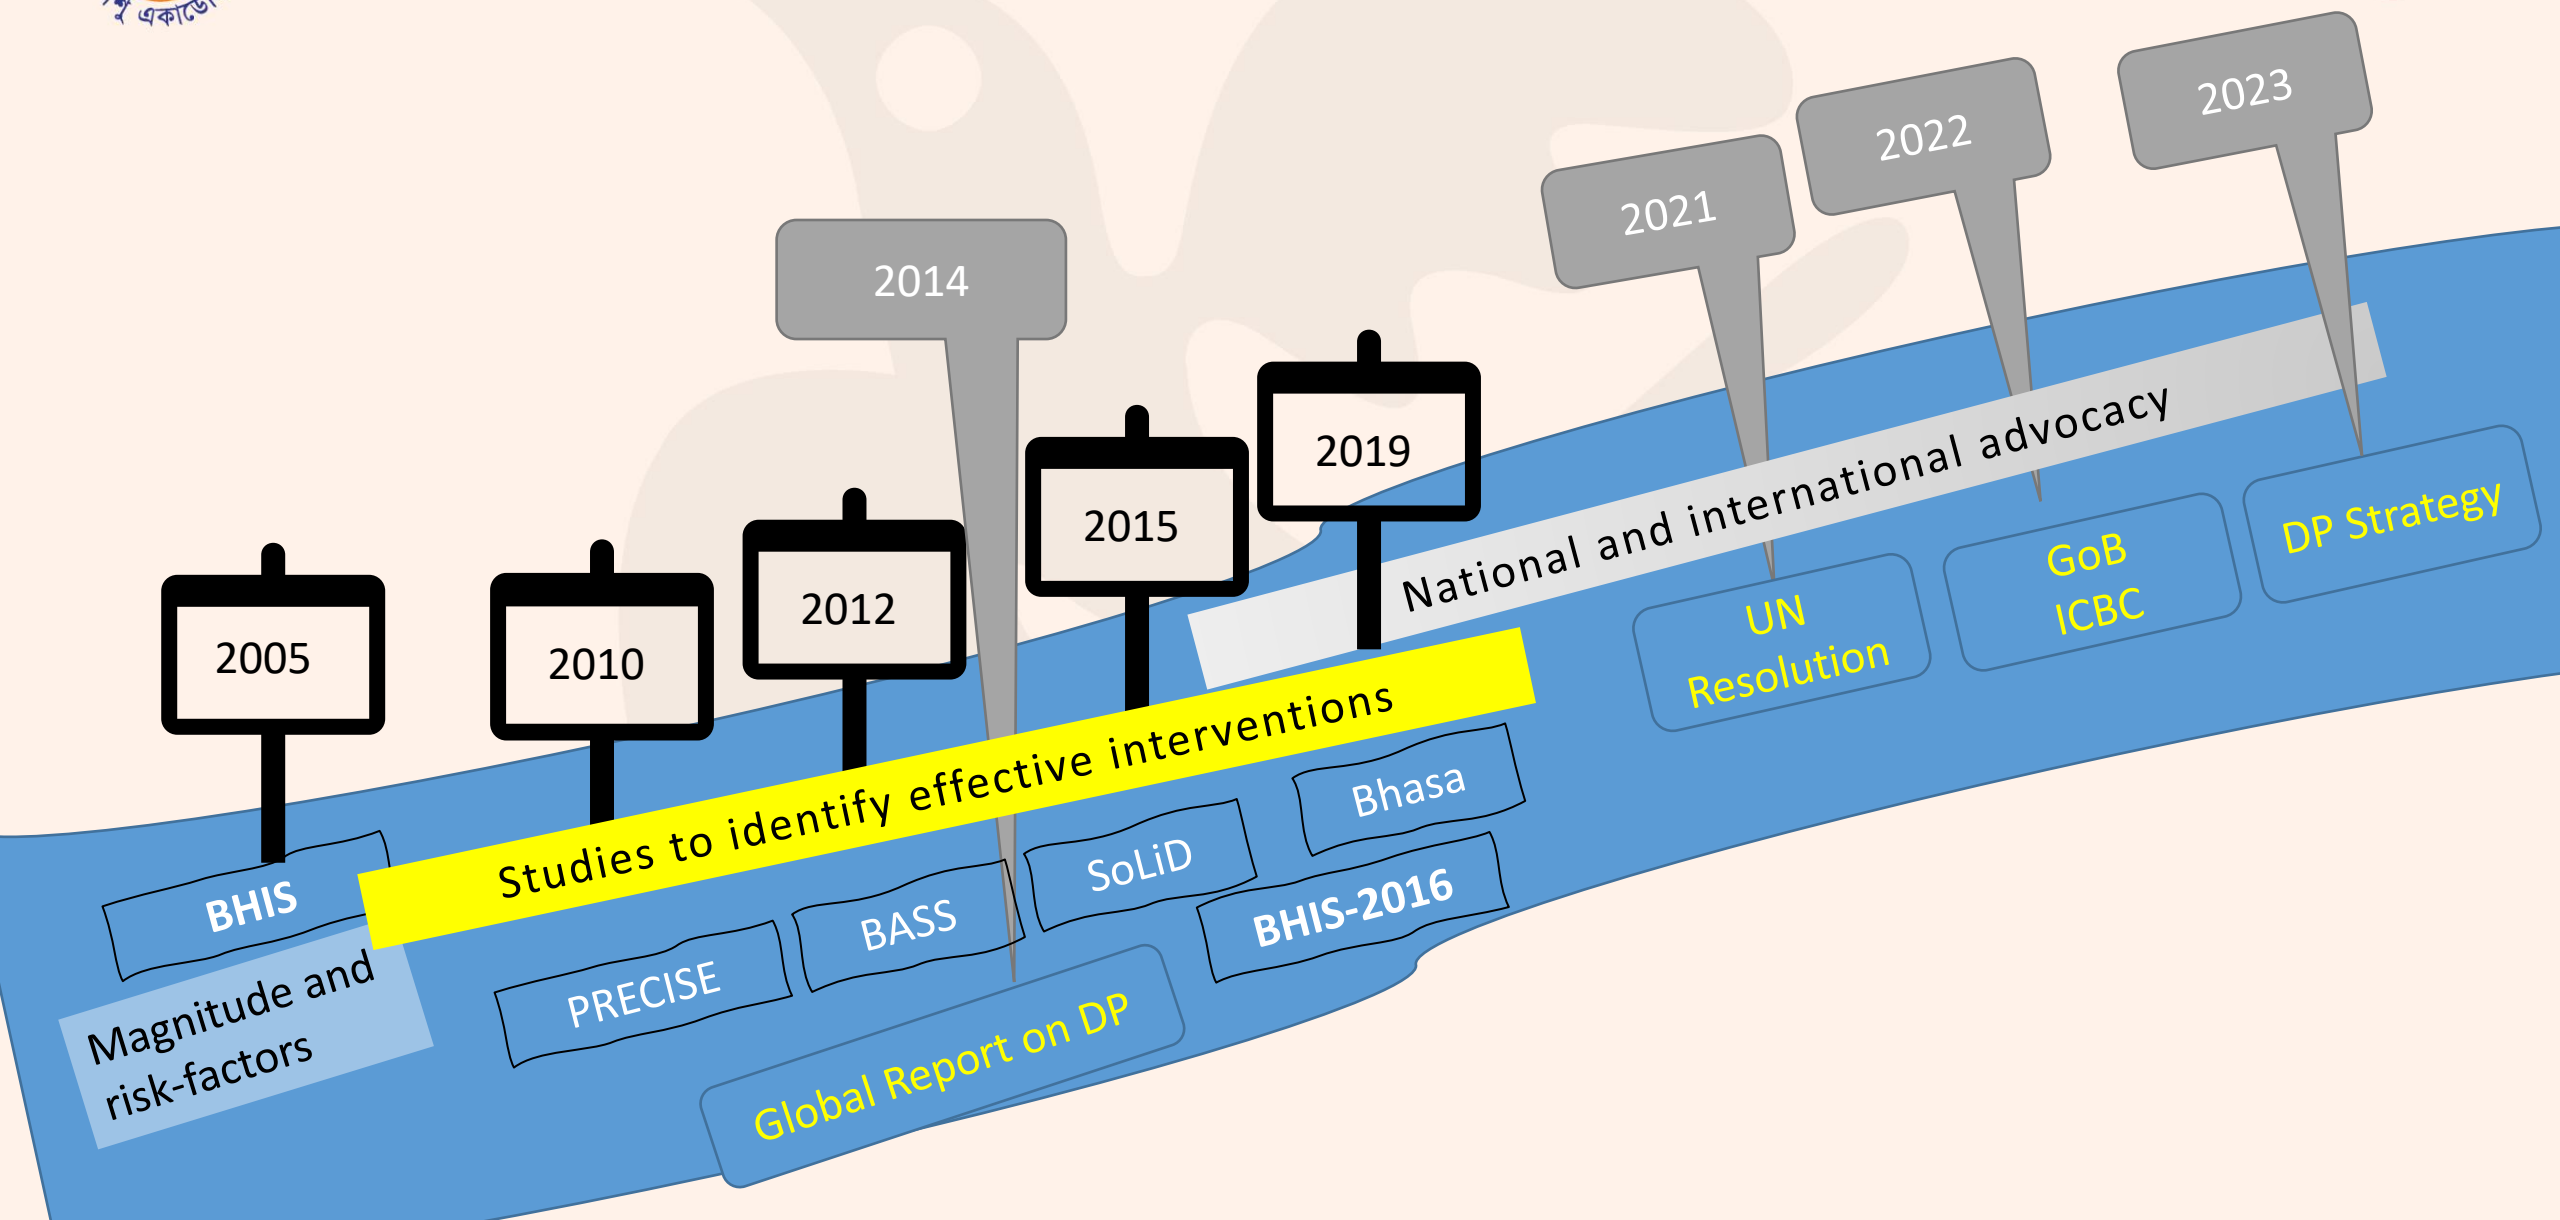 একাডে
2023
2022
2021
2014
2019
2015
2012
2010
2005
National and international advocacy
DP Strategy
GoB
ICBC
UN
Resolution
Studies to identify effective interventions
Bhasa
SoLiD
BHIS-2016
BASS
BHIS
PRECISE
Magnitude and
risk-factors
Global Report on DP